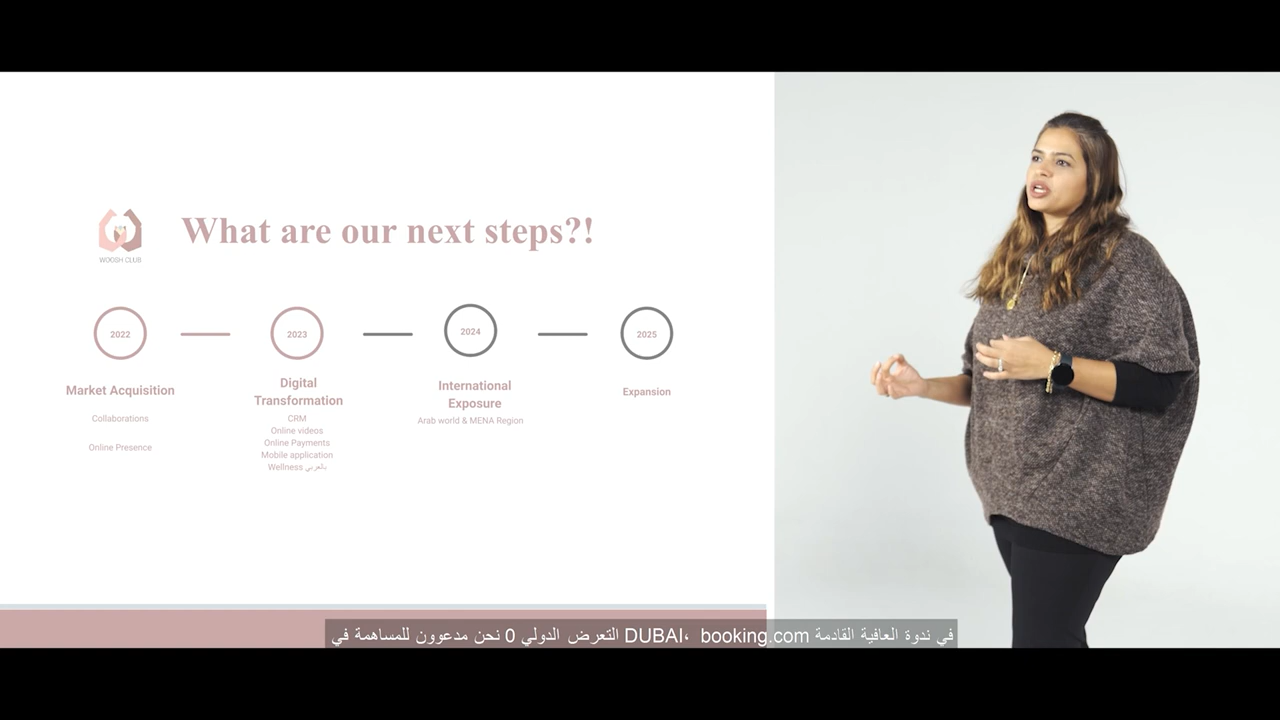 WOOSH CLUB
What are our next steps?!
2022
2023
2024
2025
Market Acquisition
Collaborations
Online Presence
Digital
Transformation
CRM
Online videos
Online Payments
Mobile application
Wellness بالعربي
International
Exposure
Arab world & MENA Region
Expansion
في ندوة العافية القادمة DUBAI، booking.com التعرض الدولي 0 نحن مدعوون للمساهمة في